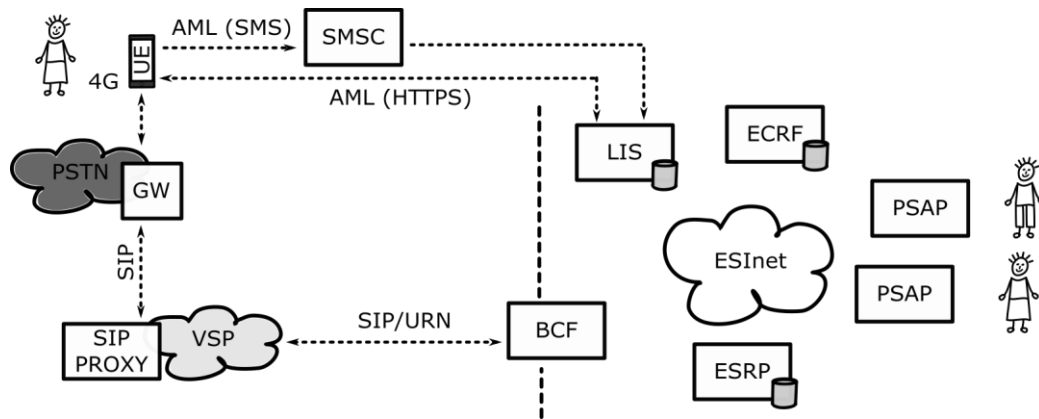 AML (SMS)
SMSC
UE
4G
AML (HTTPS)
ECRF
LIS
PSTN
GW
PSAP
ESInet
SIP
PSAP
SIP/URN
VSP
SIP
PROXY
BCF
ESRP